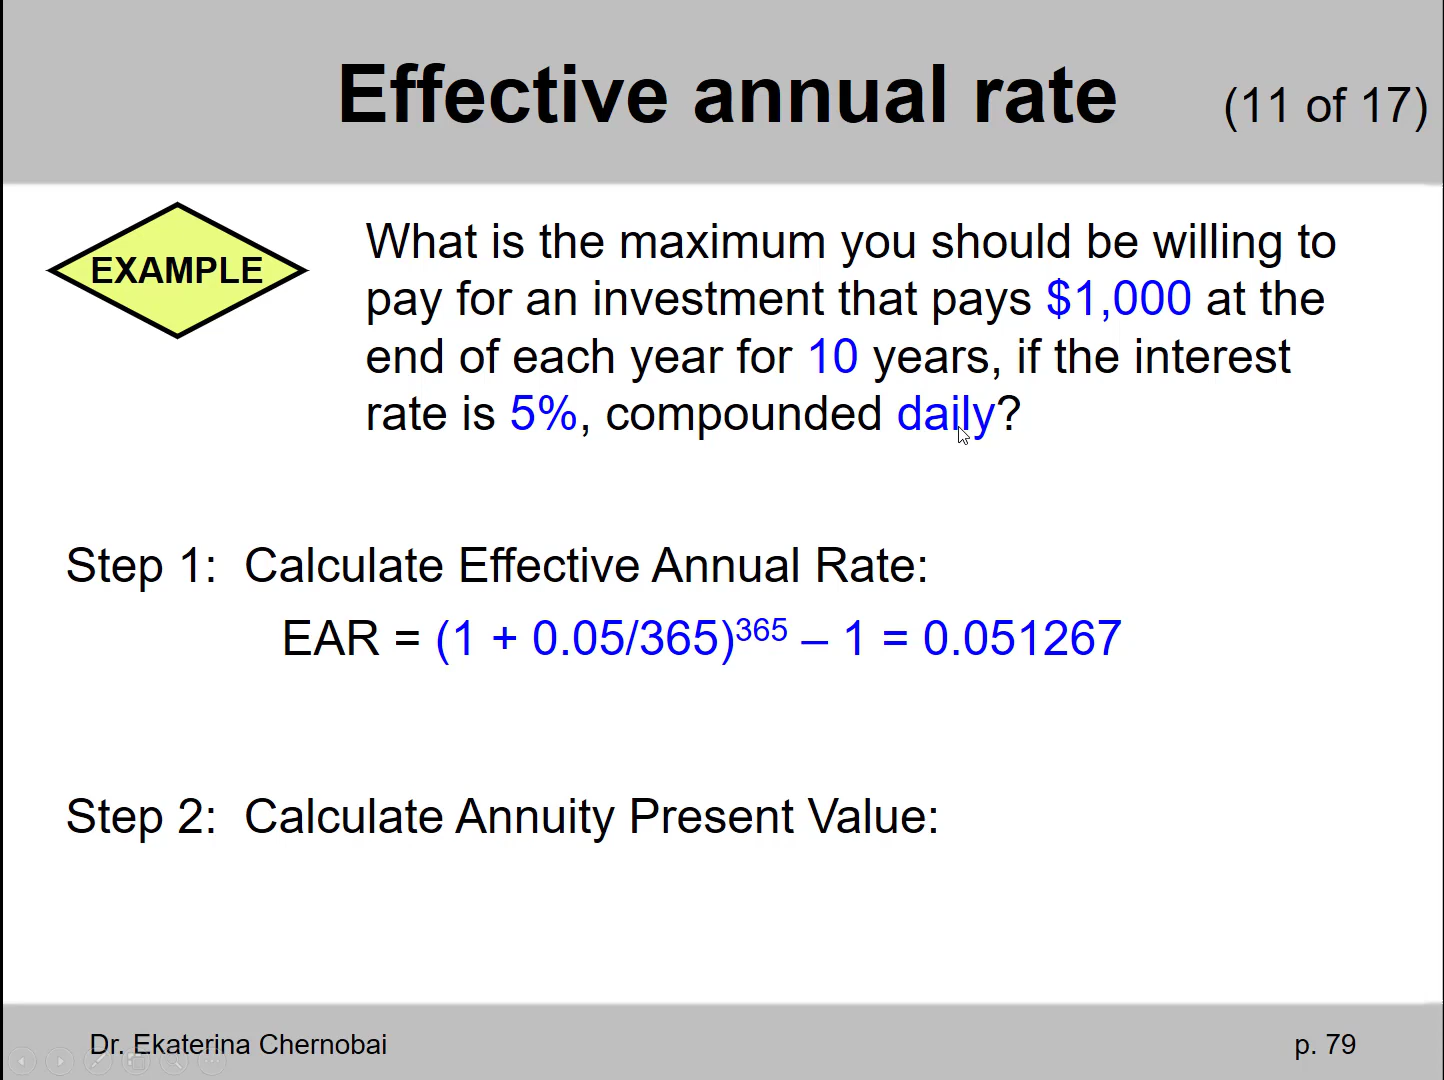 Effective annual rate (11 of 17)
EXAMPLE
What is the maximum you should be willing to
pay for an investment that pays $1,000 at the
end of each year for 10 years, if the interest
rate is 5%, compounded daily?
Step 1: Calculate Effective Annual Rate:
EAR = (1 + 0.05/365)³⁶⁵ – 1 = 0.051267
Step 2: Calculate Annuity Present Value:
Dr. Ekaterina Chernobai
p. 79